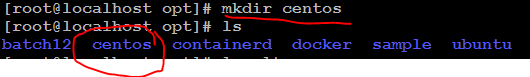 [root@localhost opt]# mkdir centos
[root@localhost opt]# ls
batch12 centos containerd docker sample ubuntu